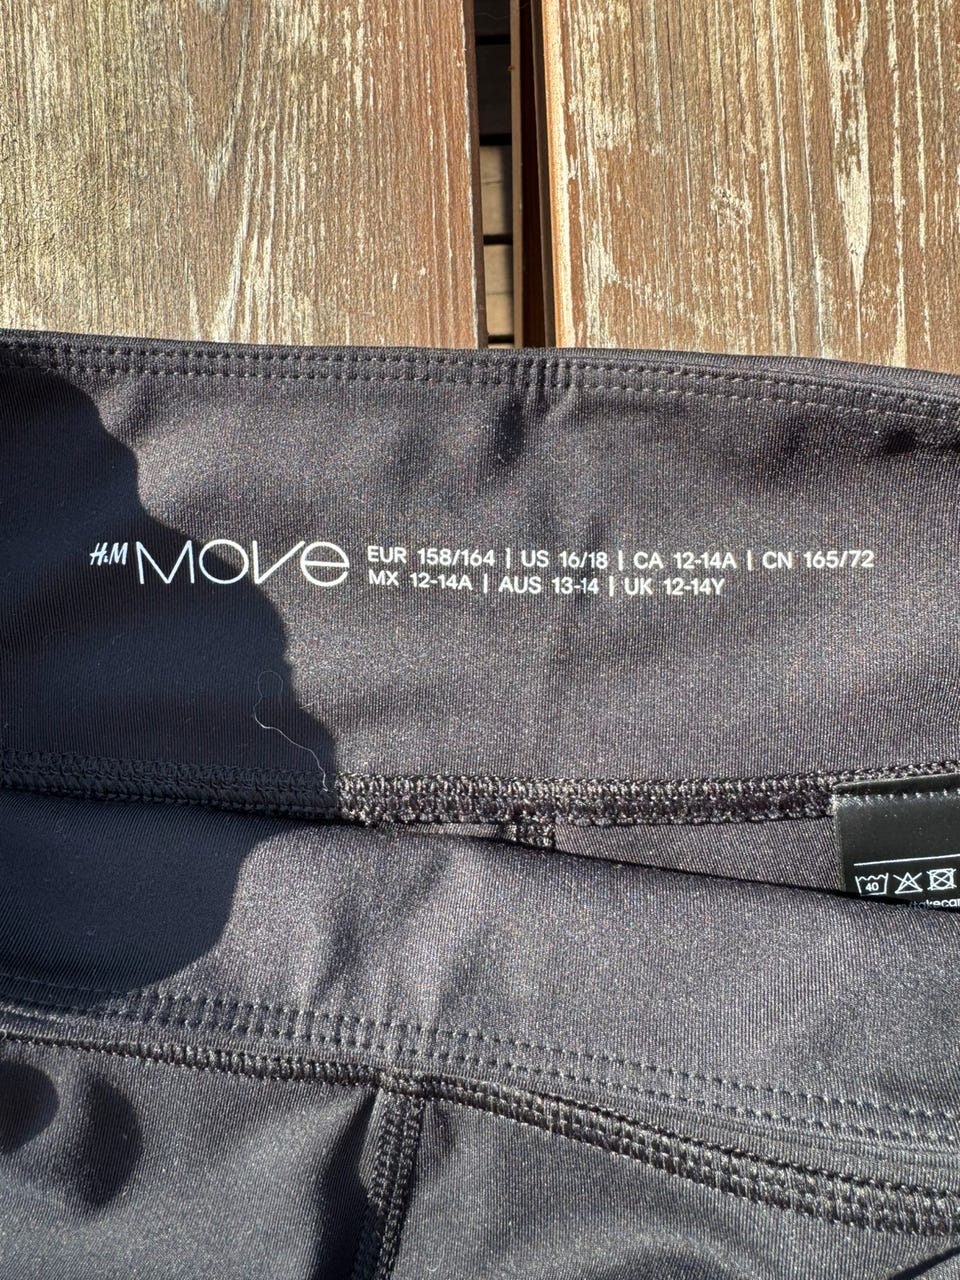 H&M MOVE EUR 158/164 | US 16/18 | CA 12-14A | CN 165/72
MX 12-14A | AUS 13-14 | UK 12-14Y
40